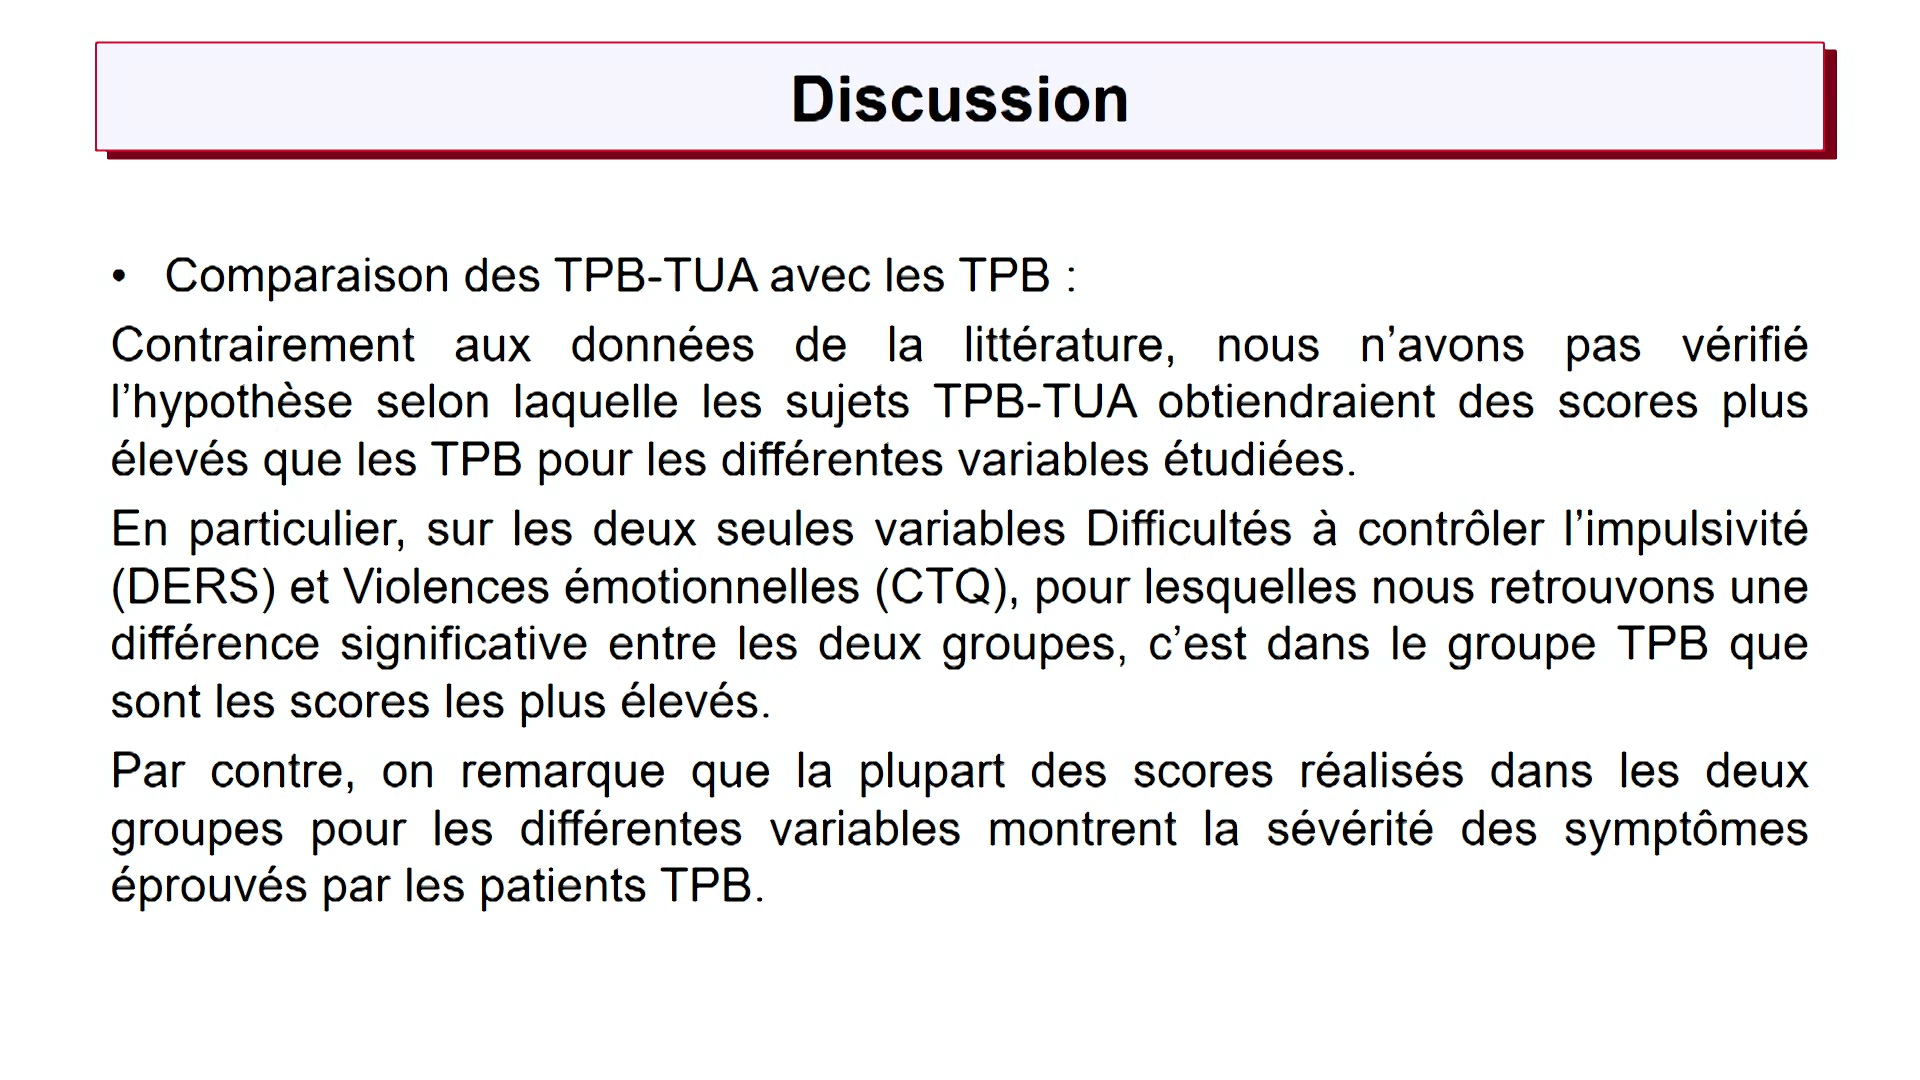 Discussion
• Comparaison des TPB-TUA avec les TPB :
Contrairement aux données de la littérature, nous n’avons pas vérifié
l’hypothèse selon laquelle les sujets TPB-TUA obtiendraient des scores plus
élevés que les TPB pour les différentes variables étudiées.
En particulier, sur les deux seules variables Difficultés à contrôler l’impulsivité
(DERS) et Violences émotionnelles (CTQ), pour lesquelles nous retrouvons une
différence significative entre les deux groupes, c’est dans le groupe TPB que
sont les scores les plus élevés.
Par contre, on remarque que la plupart des scores réalisés dans les deux
groupes pour les différentes variables montrent la sévérité des symptômes
éprouvés par les patients TPB.